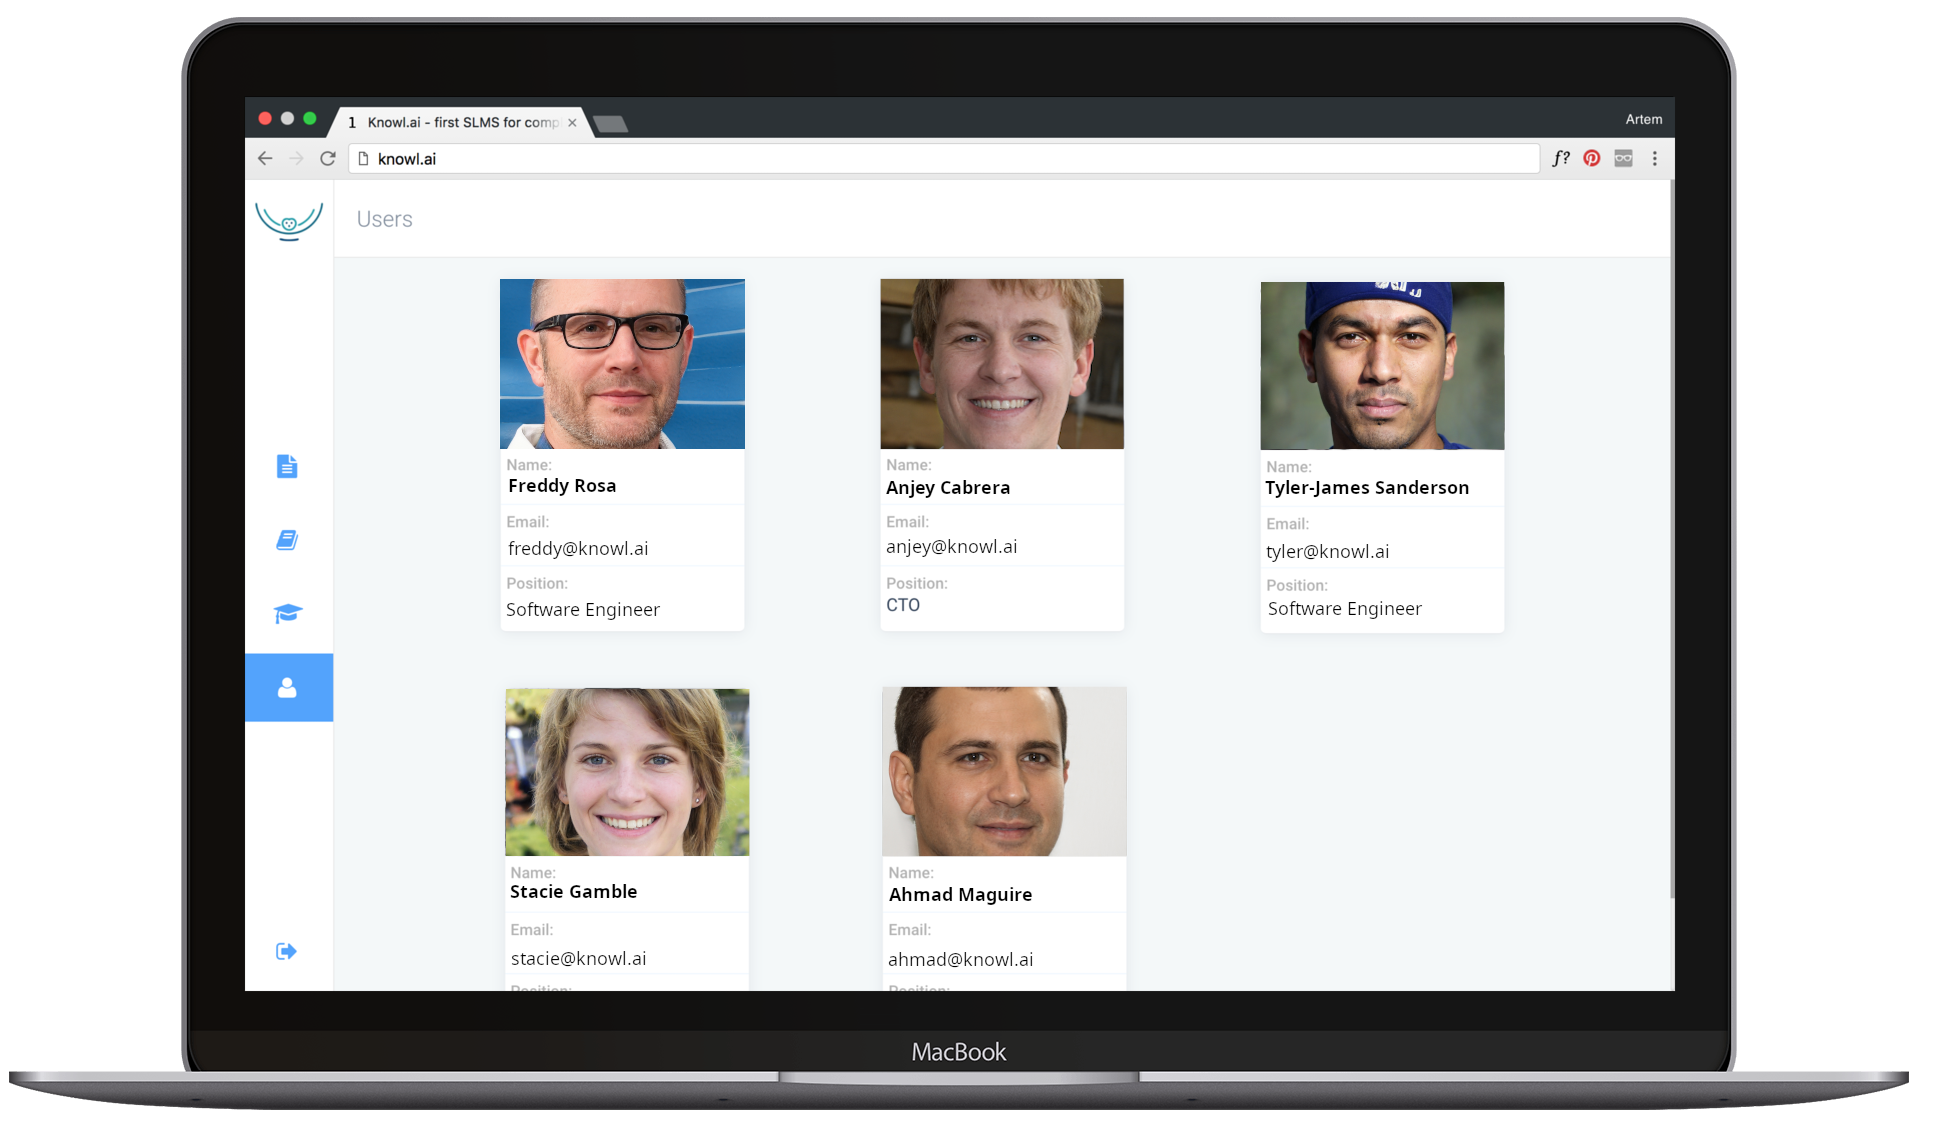 1 Knowl.ai - first SLMS for comp
Artem
knowl.ai
f?
Users
Name:
Freddy Rosa
Email:
freddy@knowl.ai
Position:
Software Engineer
Name:
Anjey Cabrera
Email:
anjey@knowl.ai
Position:
CTO
Name:
Tyler-James Sanderson
Email:
tyler@knowl.ai
Position:
Software Engineer
Name:
Stacie Gamble
Email:
stacie@knowl.ai
Position:
Name:
Ahmad Maguire
Email:
ahmad@knowl.ai
Position:
MacBook